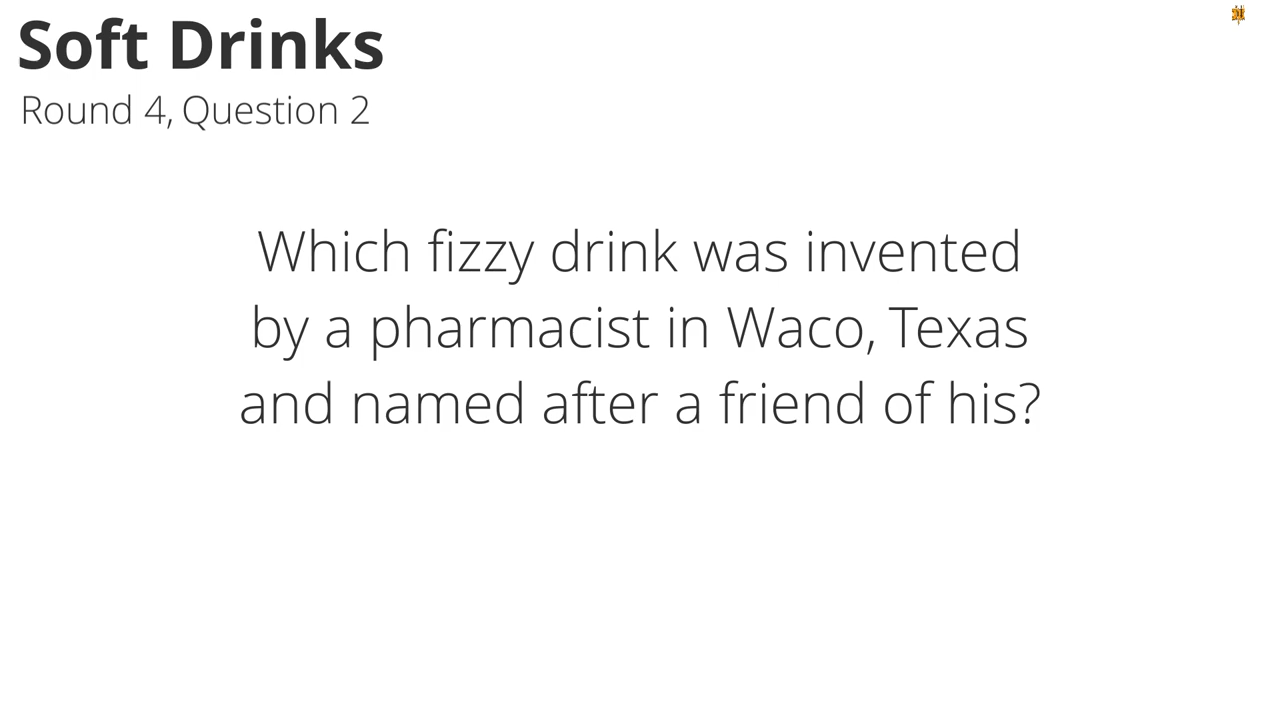 Soft Drinks
Round 4, Question 2
Which fizzy drink was invented
by a pharmacist in Waco, Texas
and named after a friend of his?